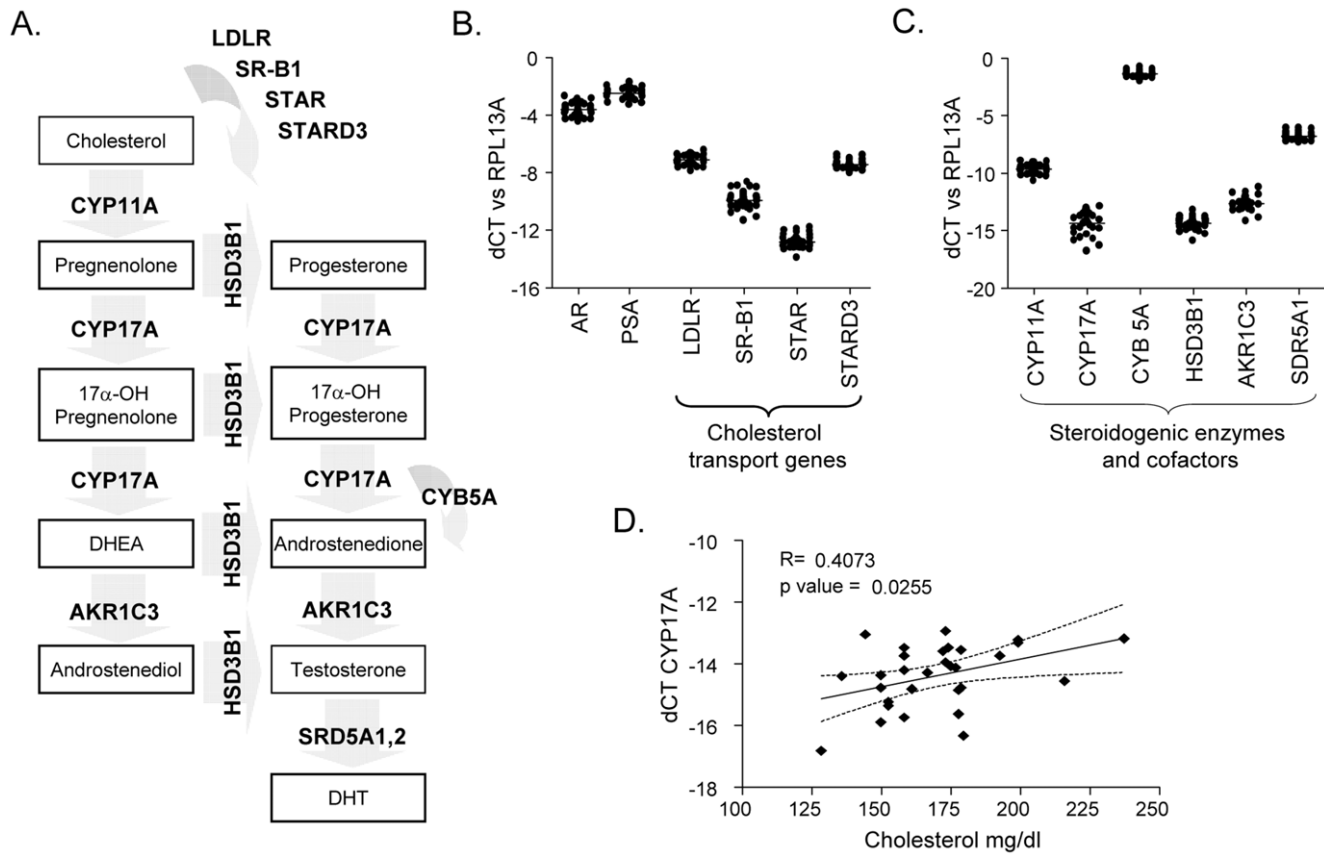 A.
LDLR
SR-B1
STAR
STARD3
Cholesterol
CYP11A
Pregnenolone
HSD3B1
Progesterone
CYP17A
CYP17A
17α-OH
Pregnenolone
HSD3B1
17α-OH
Progesterone
CYP17A
CYP17A
CYB5A
DHEA
HSD3B1
Androstenedione
AKR1C3
AKR1C3
Androstenediol
HSD3B1
Testosterone
SRD5A1,2
DHT
B.
dCT vs RPL13A
0
-4
-8
-12
-16
AR
PSA
LDLR
SR-B1
STAR
STARD3
Cholesterol
transport genes
C.
dCT vs RPL13A
0
-5
-10
-15
-20
CYP11A
CYP17A
CYB 5A
HSD3B1
AKR1C3
SDR5A1
Steroidogenic enzymes
and cofactors
D.
dCT CYP17A
-10
-12
-14
-16
-18
R= 0.4073
p value = 0.0255
100 125 150 175 200 225 250
Cholesterol mg/dl